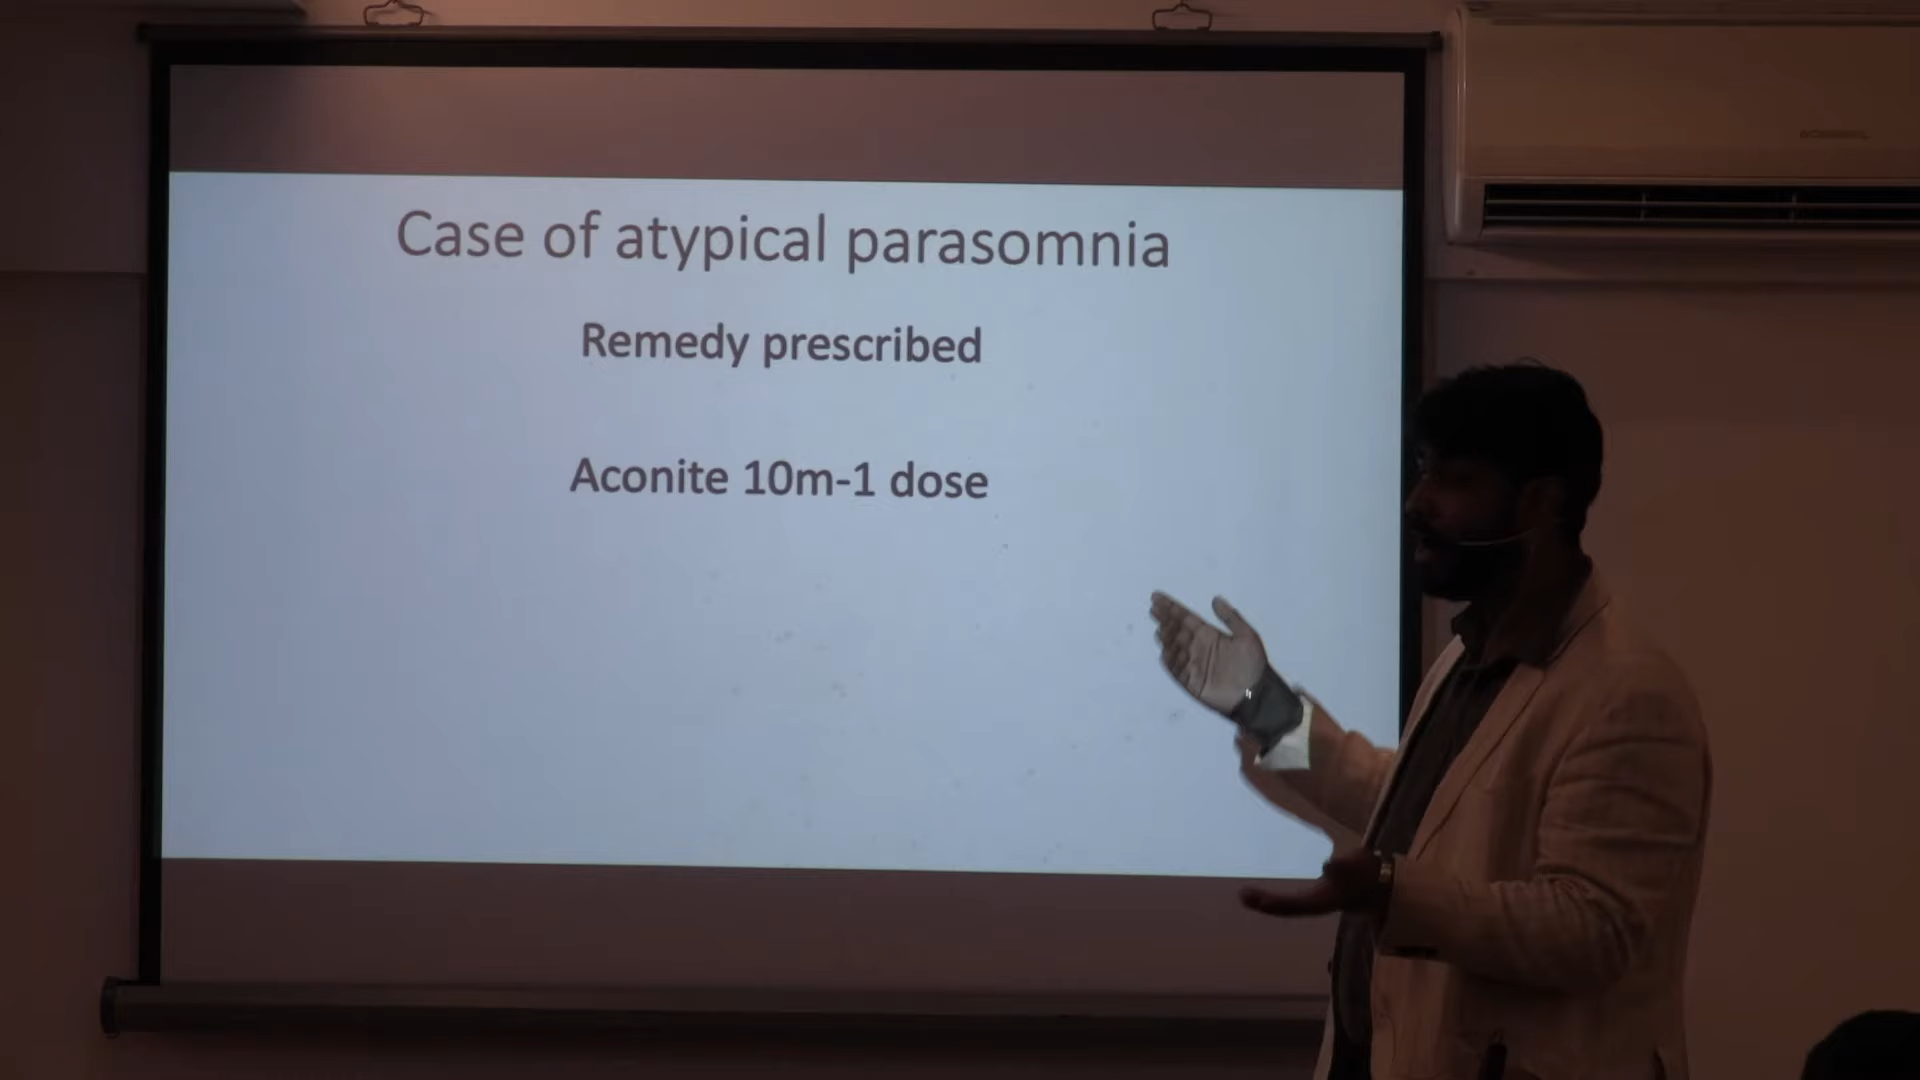 Case of atypical parasomnia
Remedy prescribed
Aconite 10m-1 dose